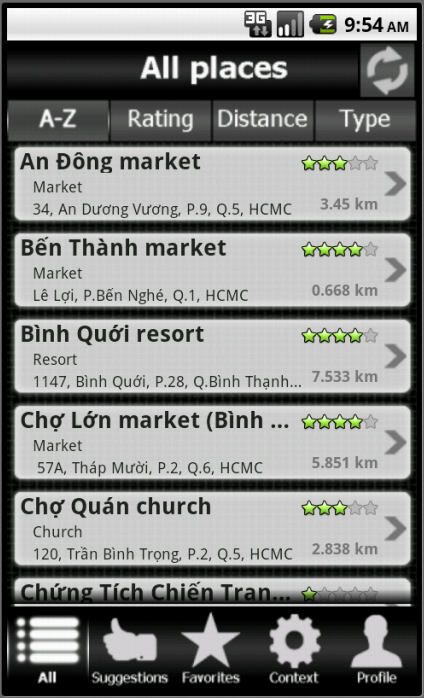 3G 9:54 AM
All places
A-Z Rating Distance Type
An Đông market
Market
34, An Dương Vương, P.9, Q.5, HCMC 3.45 km
Bến Thành market
Market
Lê Lợi, P.Bến Nghé, Q.1, HCMC 0.668 km
Bình Quới resort
Resort
1147, Bình Quới, P.28, Q.Bình Thạnh... 7.533 km
Chợ Lớn market (Bình ...
Market
57A, Tháp Mười, P.2, Q.6, HCMC 5.851 km
Chợ Quán church
Church
120, Trần Bình Trọng, P.2, Q.5, HCMC 2.838 km
Chứng Tích Chiến Tran...
All Suggestions Favorites Context Profile